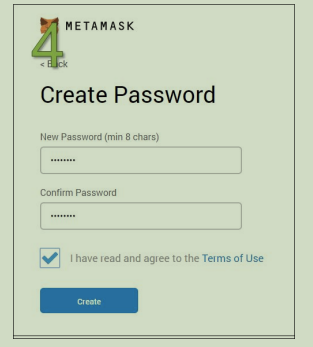 METAMASK
4
< Back
Create Password
New Password (min 8 chars)
........
Confirm Password
........
I have read and agree to the Terms of Use
Create